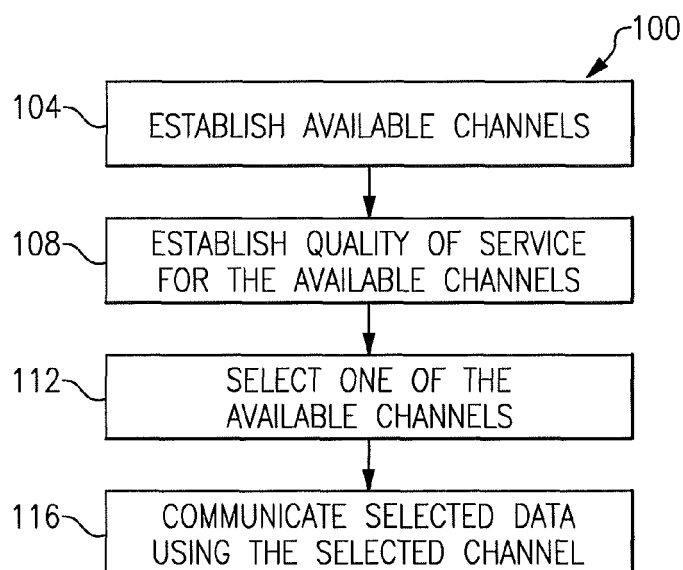 100
104
ESTABLISH AVAILABLE CHANNELS
108
ESTABLISH QUALITY OF SERVICE
FOR THE AVAILABLE CHANNELS
112
SELECT ONE OF THE
AVAILABLE CHANNELS
116
COMMUNICATE SELECTED DATA
USING THE SELECTED CHANNEL